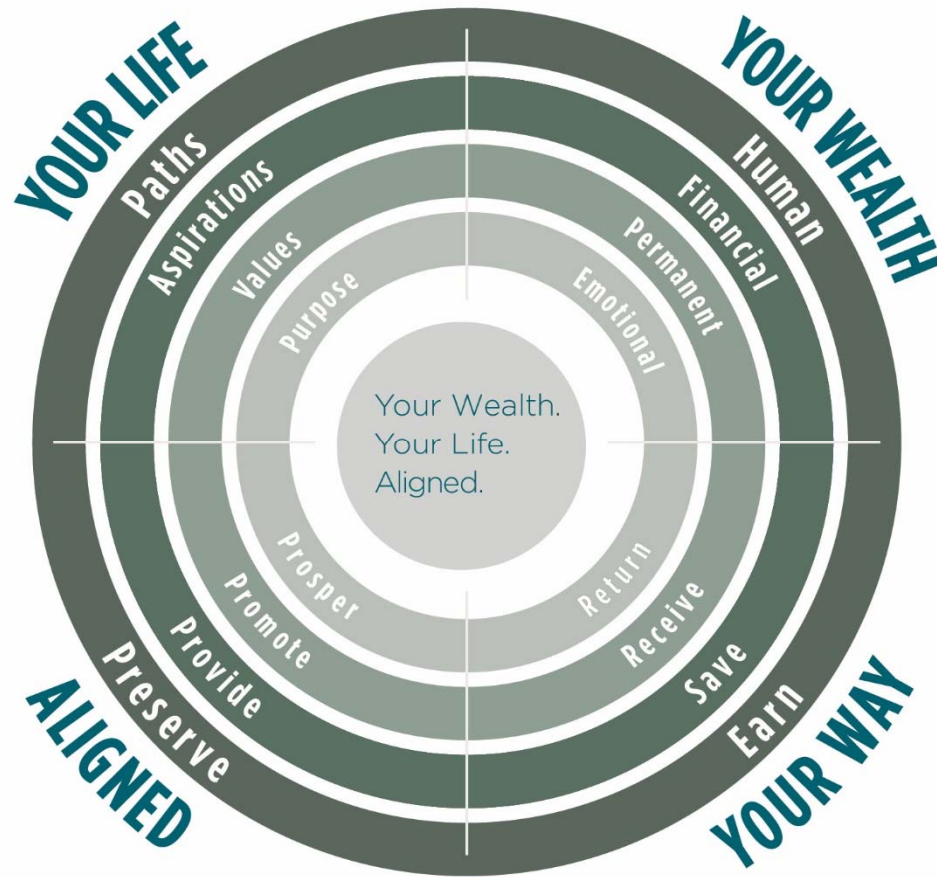 YOUR LIFE
Paths
Aspirations
Values
Purpose
YOUR WEALTH
Human
Financial
Permanent
Emotional
Your Wealth.
Your Life.
Aligned.
Prosper
Promote
Provide
Preserve
ALIGNED
Return
Receive
Save
Earn
YOUR WAY